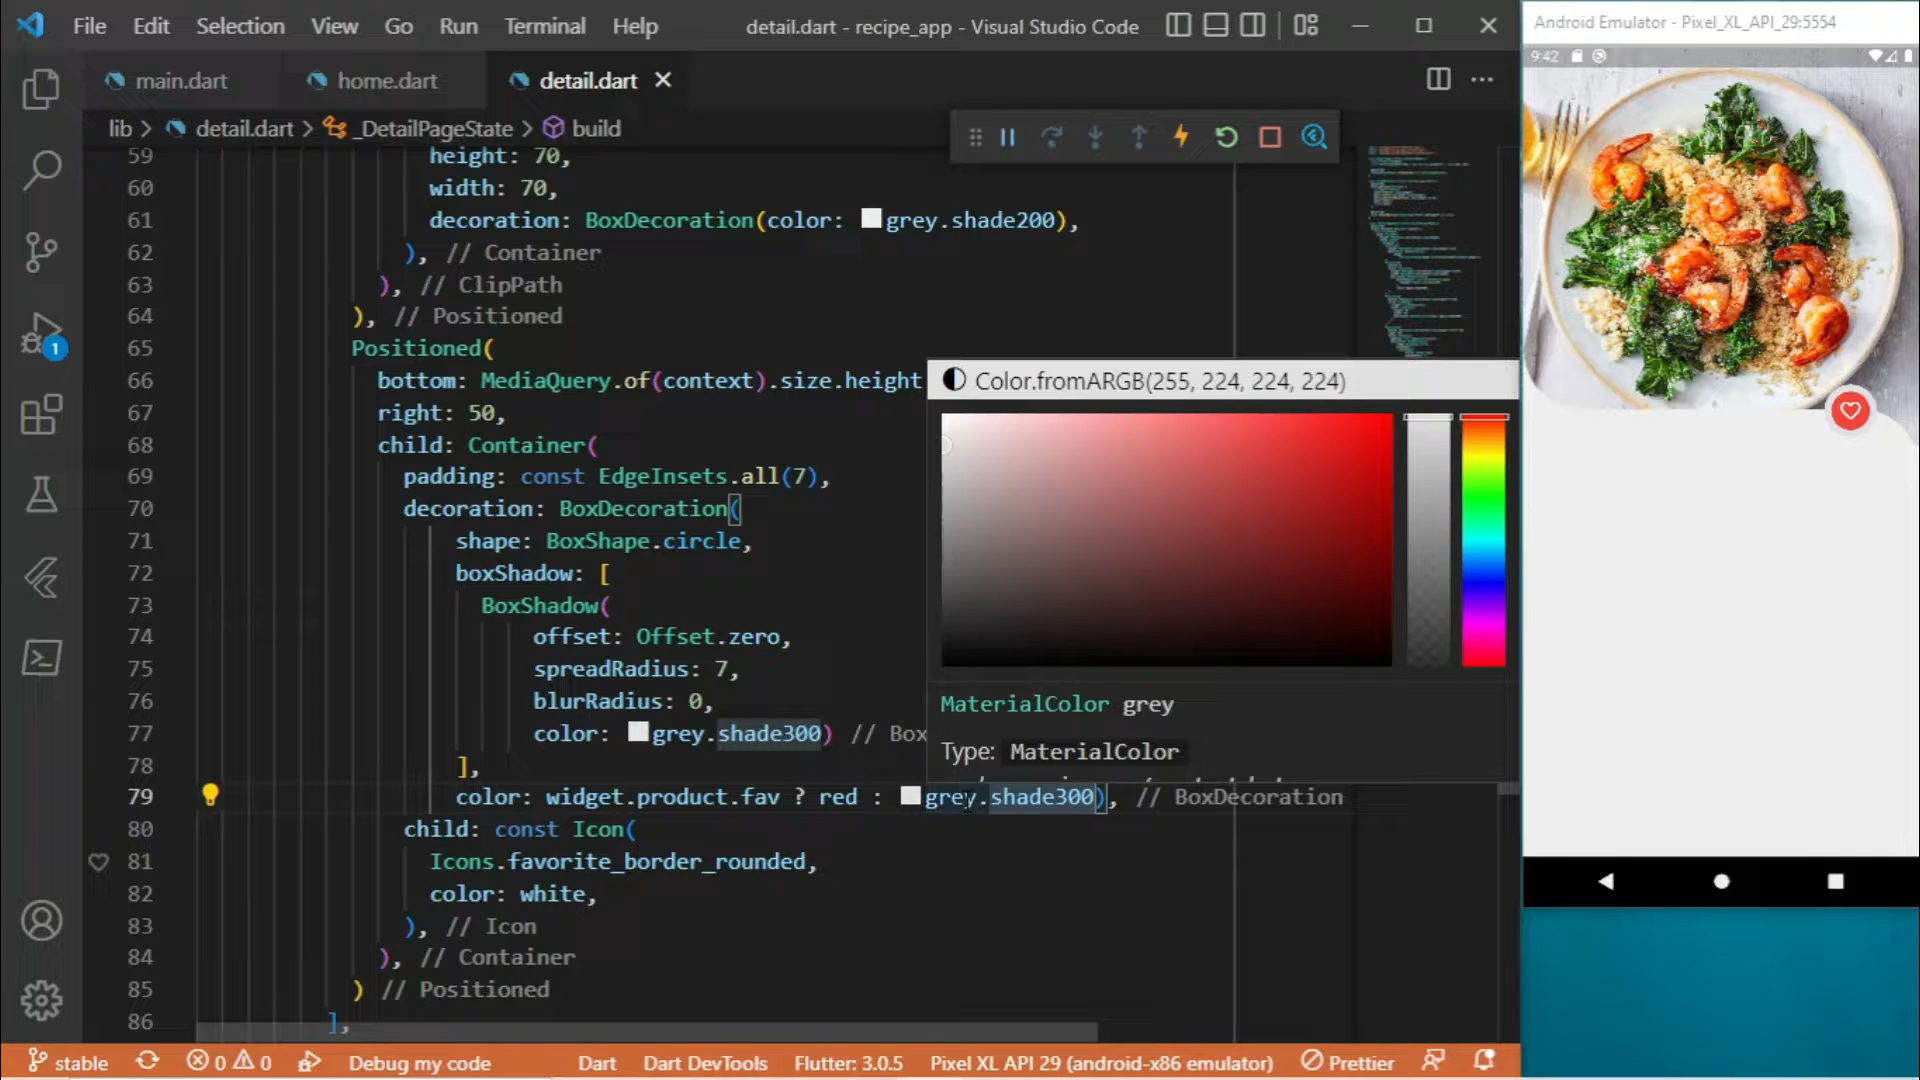 File Edit Selection View Go Run Terminal Help
detail.dart - recipe_app - Visual Studio Code
main.dart
home.dart
detail.dart
lib > detail.dart > _DetailPageState > build
59 height: 70,
60 width: 70,
61 decoration: BoxDecoration(color: grey.shade200),
62 ), // Container
63 ), // ClipPath
64 ), // Positioned
65 Positioned(
66 bottom: MediaQuery.of(context).size.height
67 right: 50,
68 child: Container(
69 padding: const EdgeInsets.all(7),
70 decoration: BoxDecoration(
71 shape: BoxShape.circle,
72 boxShadow: [
73 BoxShadow(
74 offset: Offset.zero,
75 spreadRadius: 7,
76 blurRadius: 0,
77 color: grey.shade300) // Box
78 ],
79 color: widget.product.fav ? red : grey.shade300), // BoxDecoration
80 child: const Icon(
81 Icons.favorite_border_rounded,
82 color: white,
83 ), // Icon
84 ), // Container
85 ) // Positioned
86 ],
Color.fromARGB(255, 224, 224, 224)
MaterialColor grey
Type: MaterialColor
1
stable
0 0
Debug my code
Dart
Dart DevTools
Flutter: 3.0.5
Pixel XL API 29 (android-x86 emulator)
Prettier
Android Emulator - Pixel_XL_API_29:5554
9:42